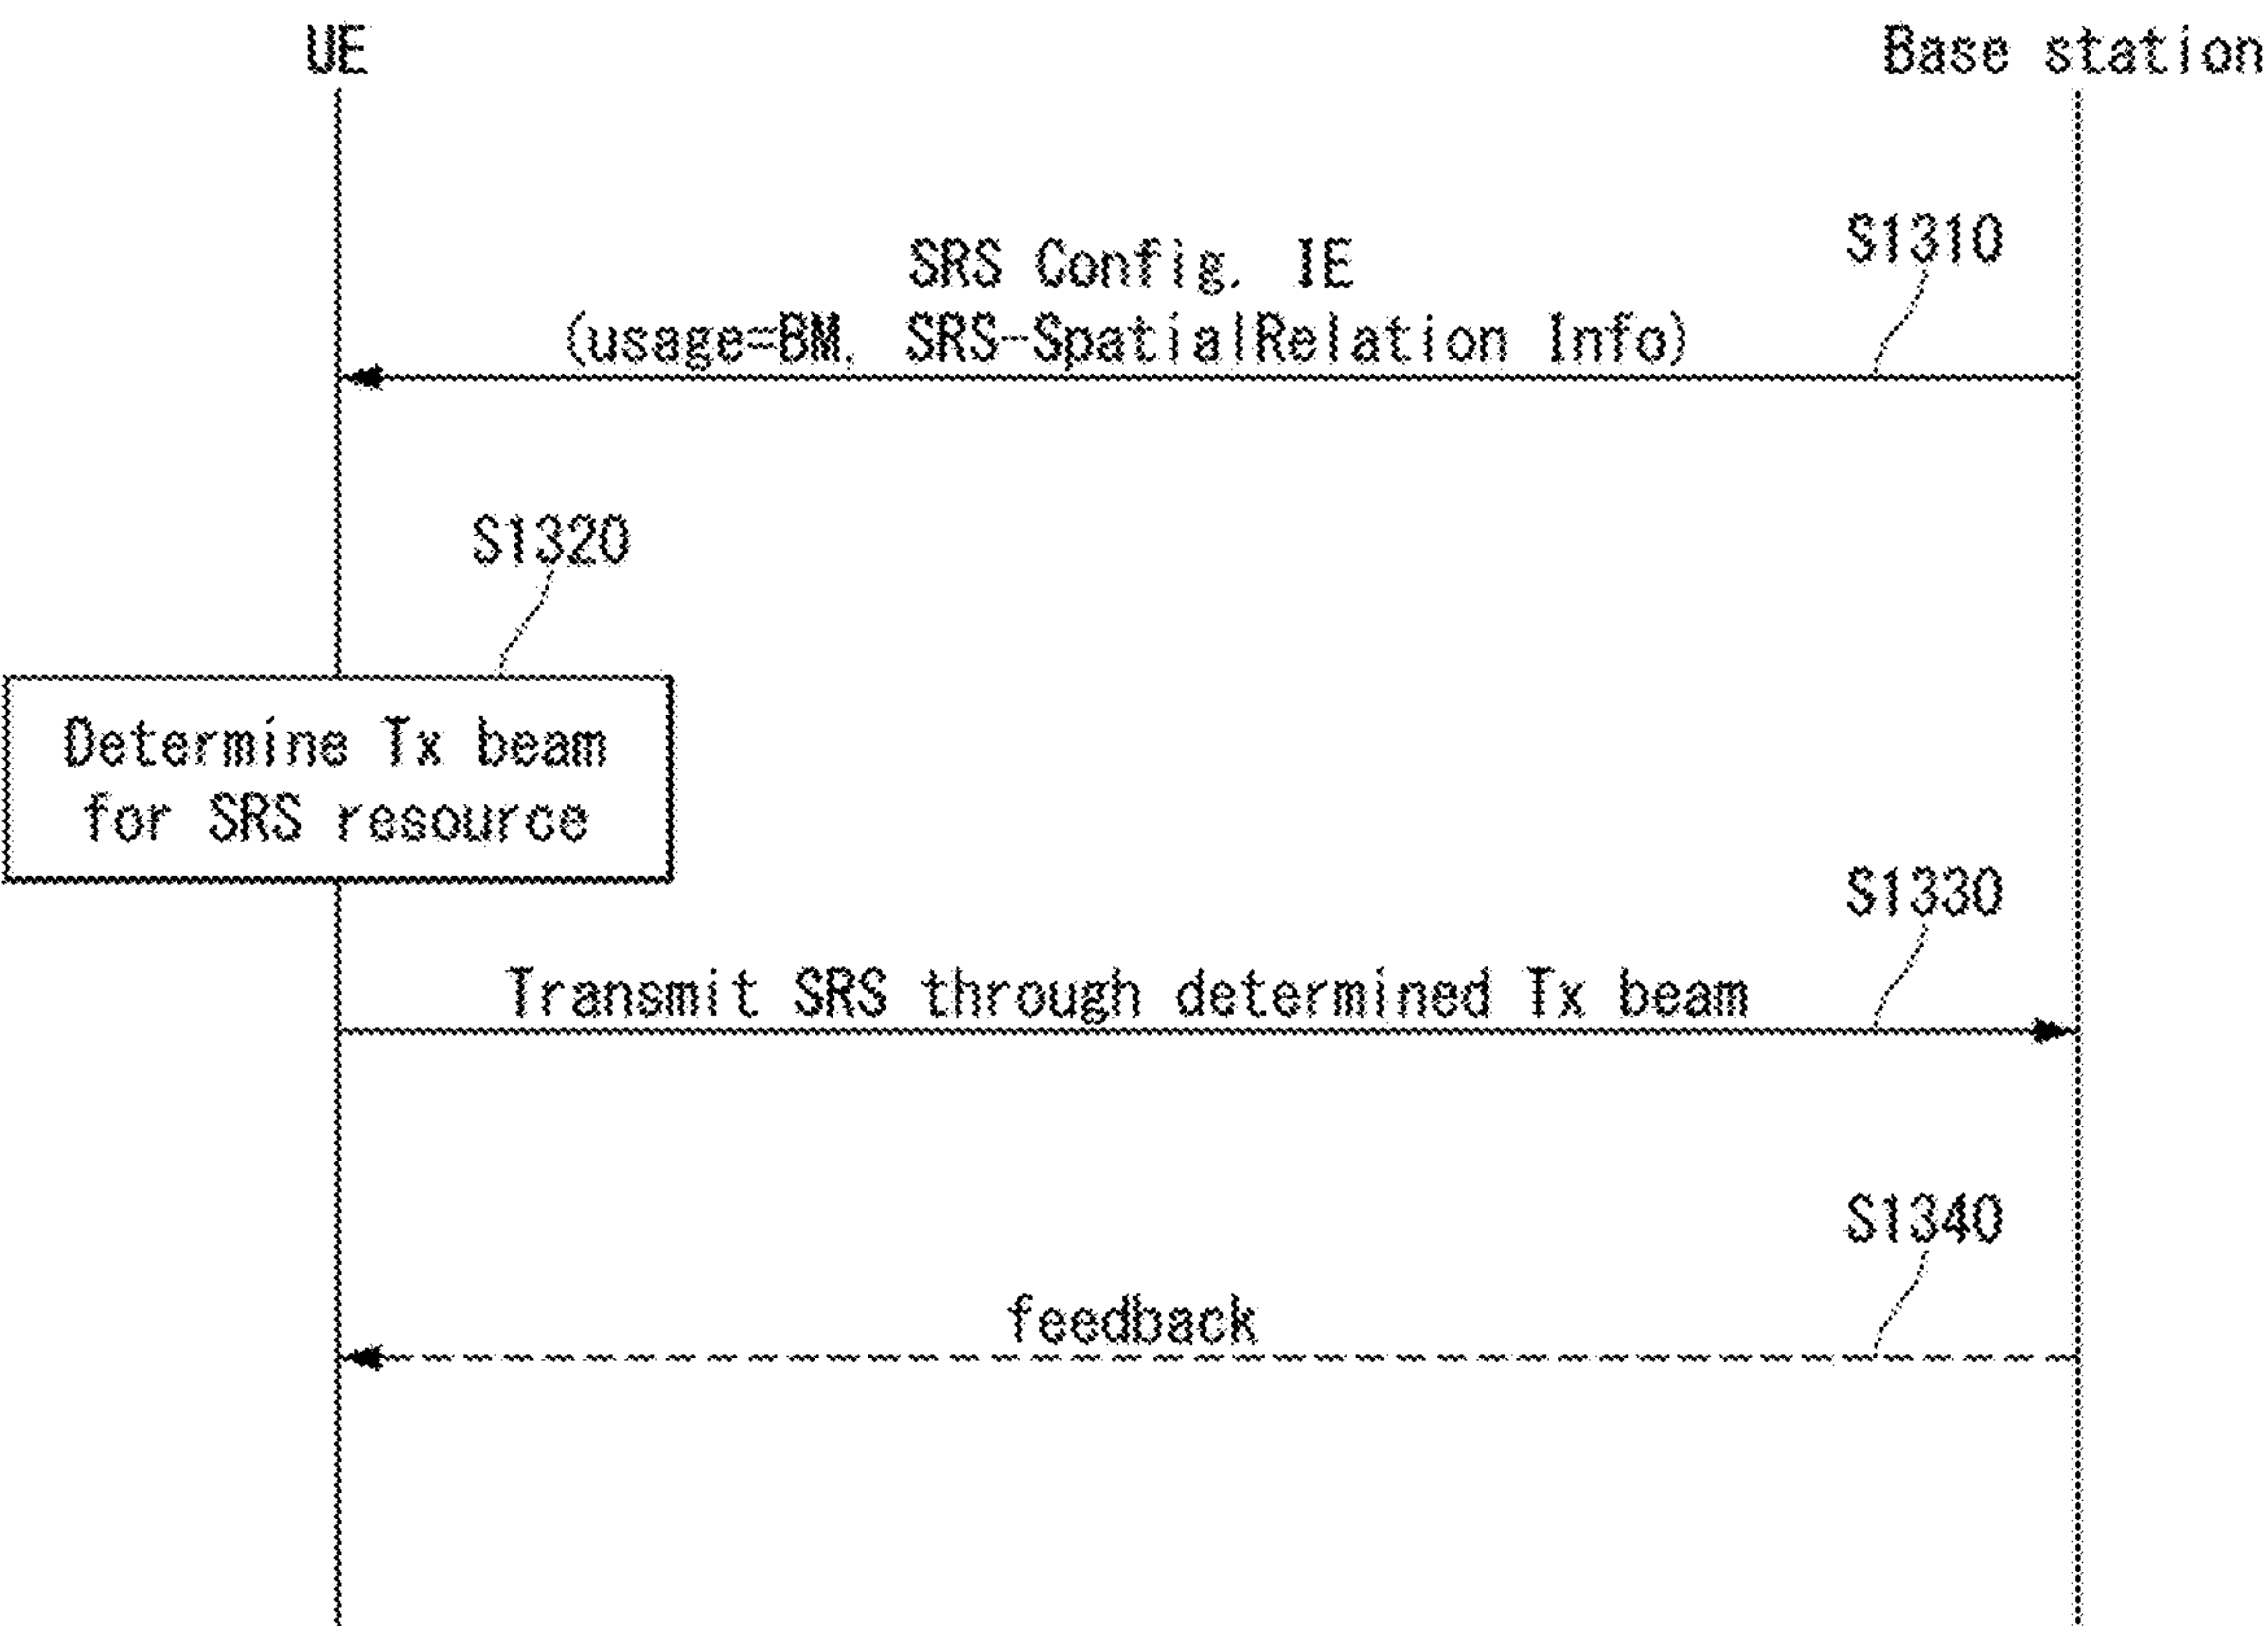 UE
Base station
S1310
SRS Config. IE
(usage=BM. SRS-SpatialRelation Info)
S1320
Determine Tx beam
for SRS resource
S1330
Transmit SRS through determined Tx beam
S1340
feedback